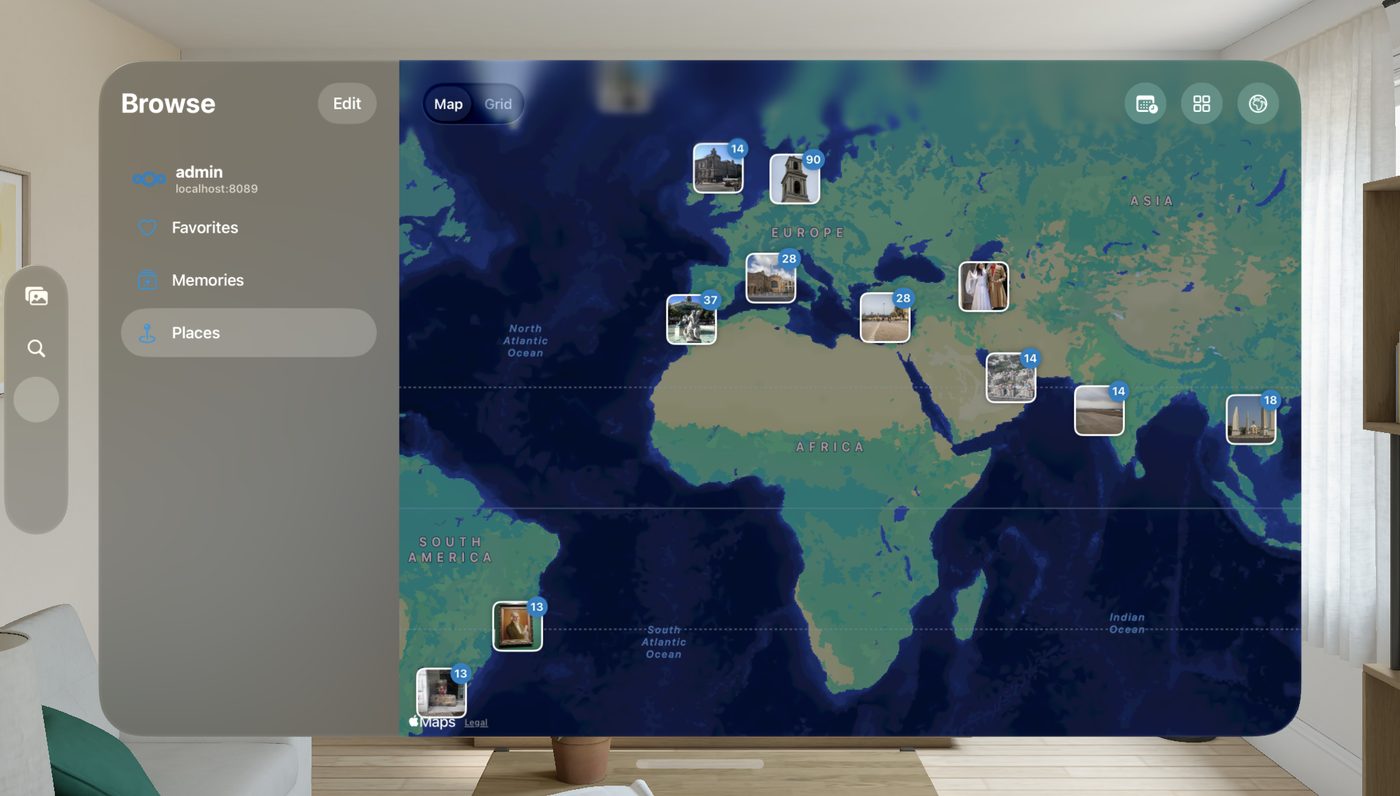 Browse
Edit
admin
localhost:8089
Favorites
Memories
Places
Map
Grid
14
90
ASIA
EUROPE
28
37
28
North
Atlantic
Ocean
14
14
18
AFRICA
SOUTH
AMERICA
13
South
Atlantic
Ocean
Indian
Ocean
13
Maps
Legal